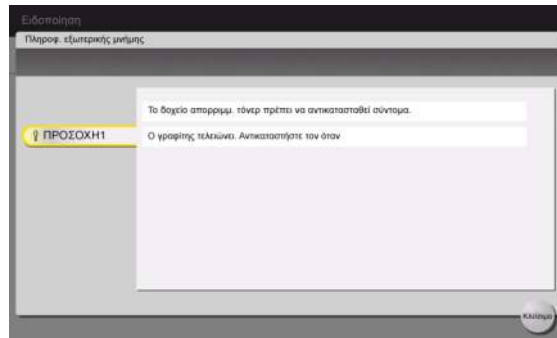 Ειδοποίηση
Πληροφ. εξωτερικής μνήμης
Το δοχείο απορριμμ. τόνερ πρέπει να αντικατασταθεί σύντομα.
ΠΡΟΣΟΧΗ1
Ο γραφίτης τελειώνει. Αντικαταστήστε τον όταν
Κλείσιμο